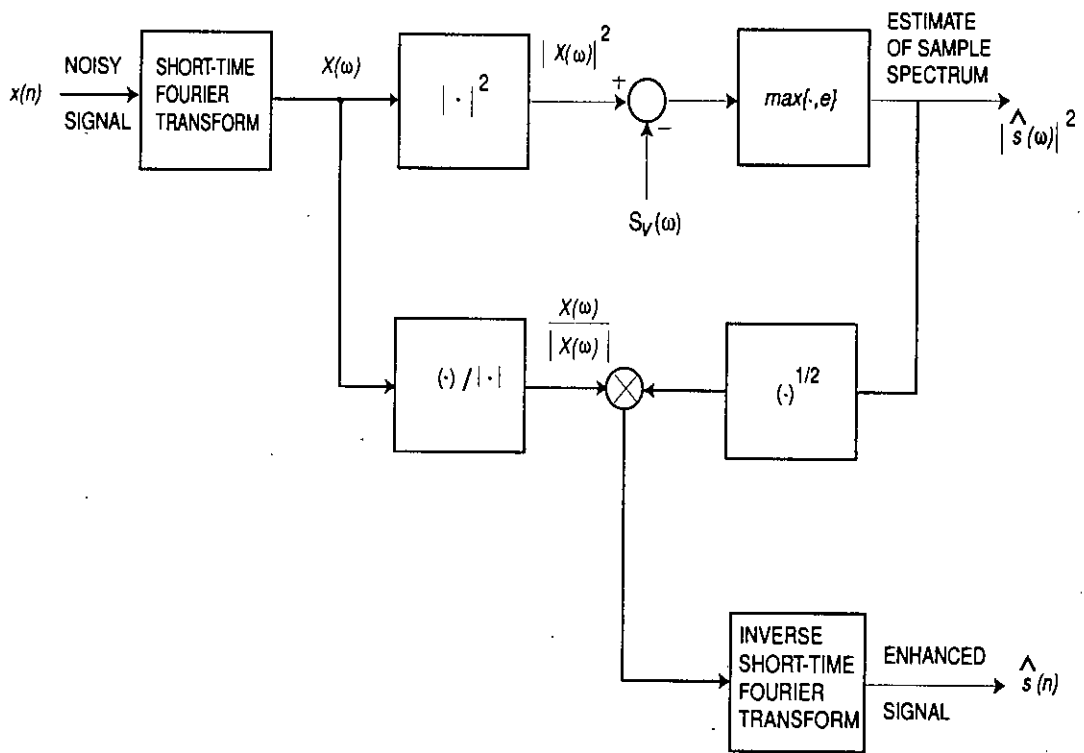 x(n)
NOISY
SIGNAL
SHORT-TIME
FOURIER
TRANSFORM
X(ω)
| · |²
| X(ω)|²
+
−
S_V(ω)
max{·,e}
ESTIMATE
OF SAMPLE
SPECTRUM
| ŝ(ω)|²
(·) / | · |
X(ω)
| X(ω) |
(·)^1/2
INVERSE
SHORT-TIME
FOURIER
TRANSFORM
ENHANCED
SIGNAL
ŝ(n)